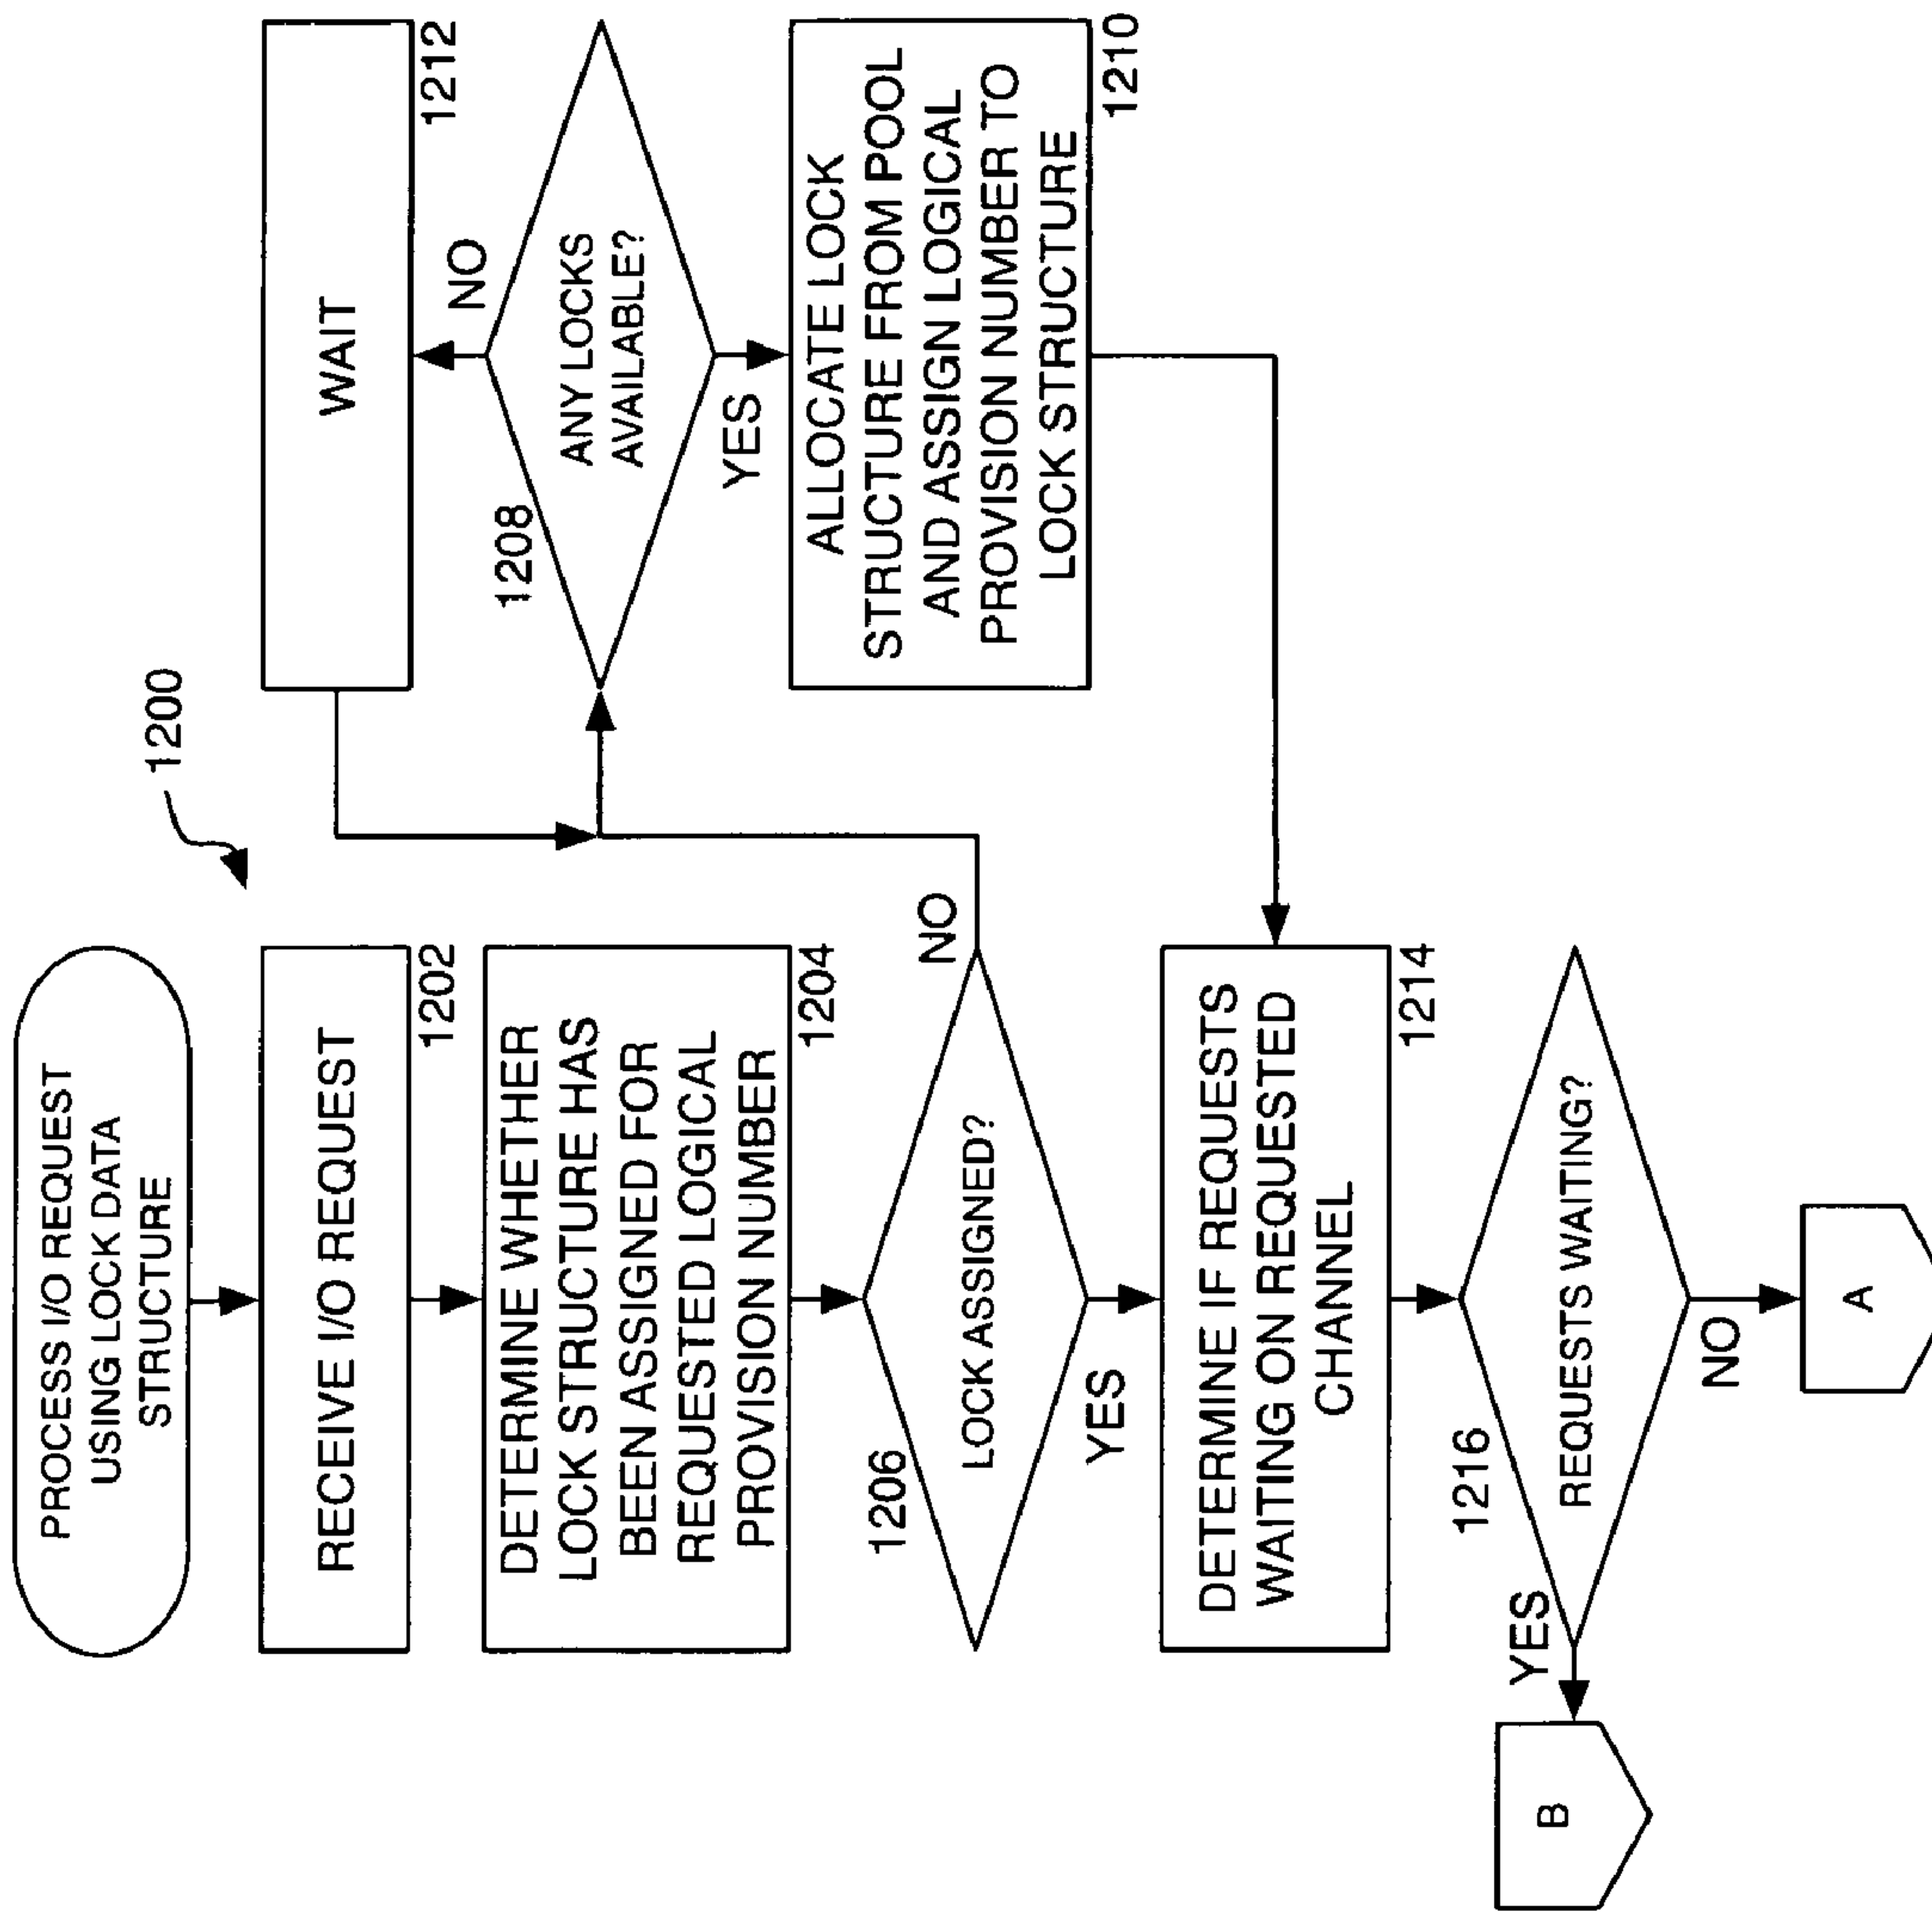 1200
PROCESS I/O REQUEST
USING LOCK DATA
STRUCTURE
RECEIVE I/O REQUEST
1202
DETERMINE WHETHER
LOCK STRUCTURE HAS
BEEN ASSIGNED FOR
REQUESTED LOGICAL
PROVISION NUMBER
1204
1206
LOCK ASSIGNED?
NO
YES
WAIT
1212
NO
1208
ANY LOCKS
AVAILABLE?
YES
ALLOCATE LOCK
STRUCTURE FROM POOL
AND ASSIGN LOGICAL
PROVISION NUMBER TO
LOCK STRUCTURE
1210
DETERMINE IF REQUESTS
WAITING ON REQUESTED
CHANNEL
1214
1216
REQUESTS WAITING?
YES
NO
B
A